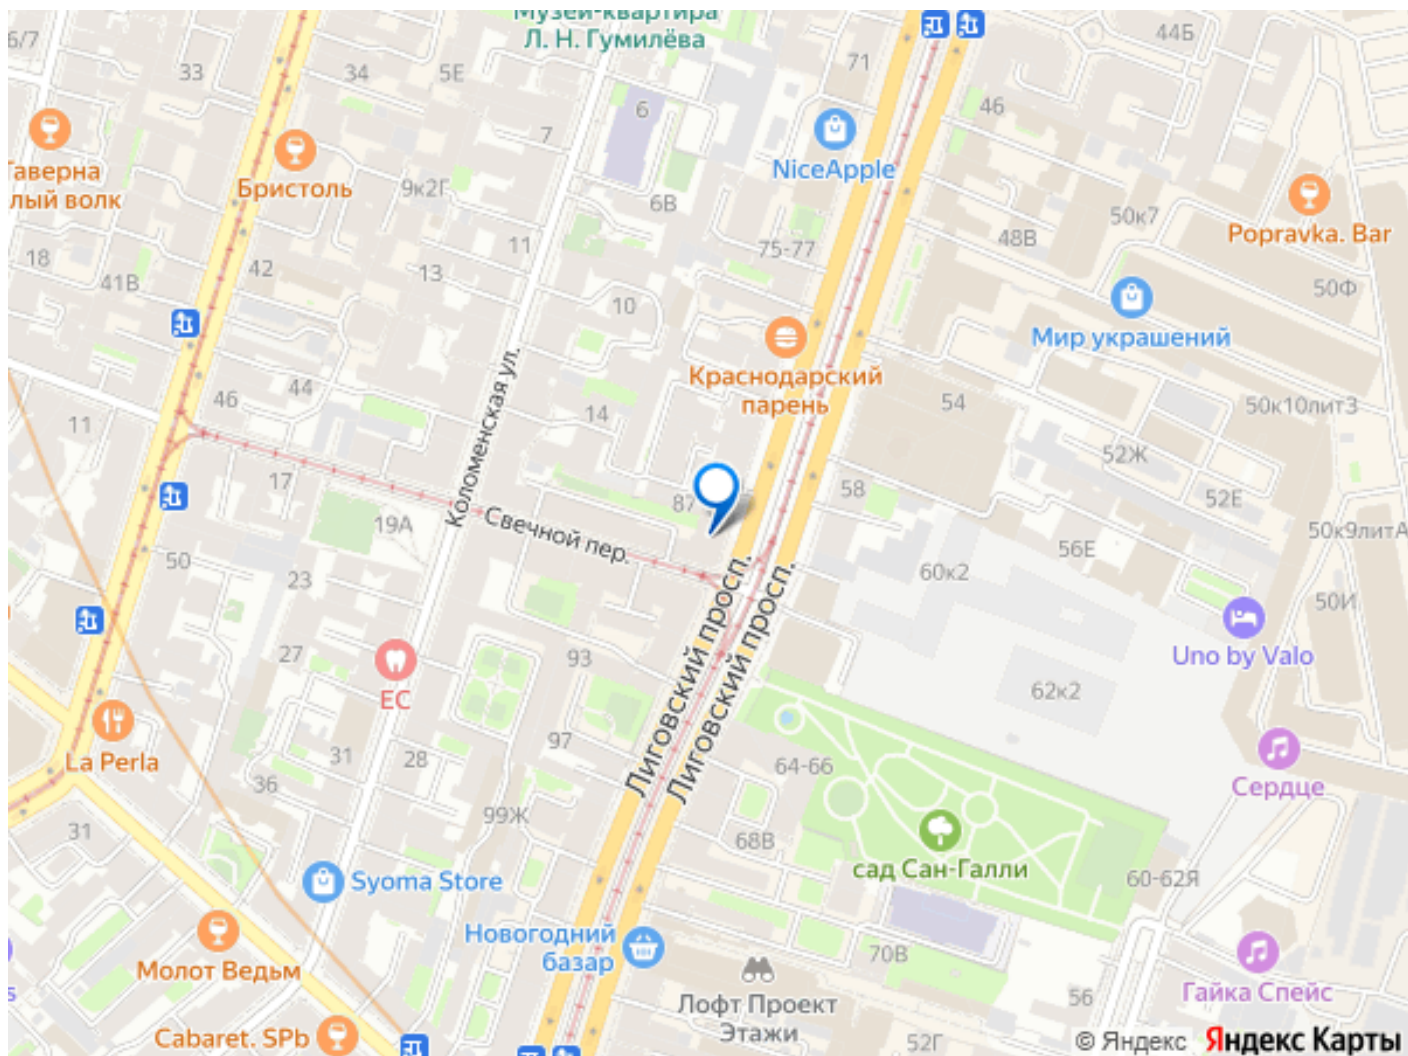 Музей-квартира
Л. Н. Гумилёва
44Б
6/7
33
34
5Е
71
6
46
7
NiceApple
Таверна
лый волк
Бристоль
9к2Г
6В
50к7
Popravka. Bar
11
75-77
48В
18
41В
42
13
10
50Ф
Мир украшений
Краснодарский
парень
44
46
54
50к10литЗ
11
14
Коломенская ул.
52Ж
17
87
58
52Е
19А
Свечной пер.
50к9литА
56Е
50
23
60к2
50И
Лиговский просп.
Лиговский просп.
27
93
Uno by Valo
ЕС
62к2
La Perla
31
28
97
64-66
Сердце
36
99Ж
31
68В
сад Сан-Галли
60-62Я
Syoma Store
Новогодний
базар
Молот Ведьм
70В
Лофт Проект
Этажи
56
Гайка Спейс
s
Cabaret. SPb
52Г
© Яндекс Яндекс Карты